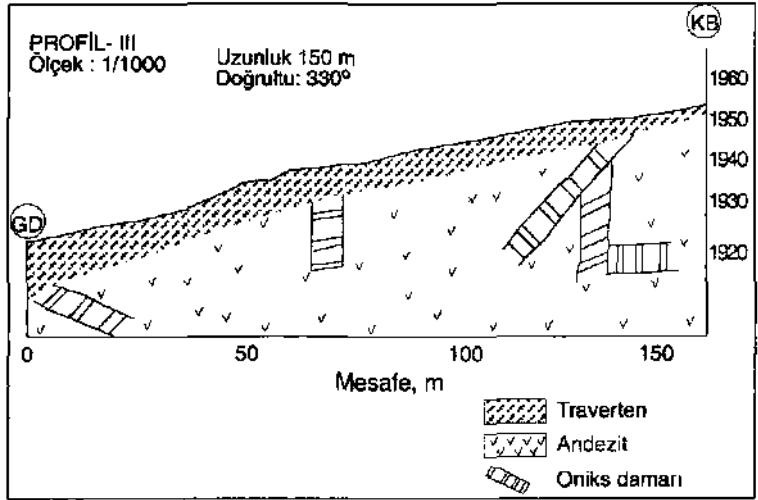 PROFİL- III
Ölçek : 1/1000
Uzunluk 150 m
Doğrultu: 330º
KB
1960
1950
1940
1930
1920
GD
0 50 100 150
Mesafe, m
Traverten
Andezit
Oniks damarı